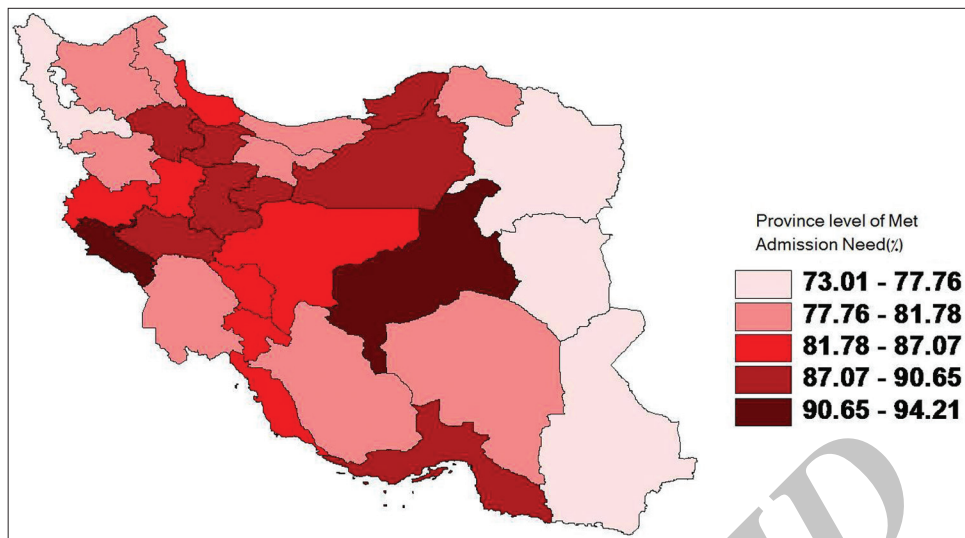 Province level of Met
Admission Need(%)
73.01 - 77.76
77.76 - 81.78
81.78 - 87.07
87.07 - 90.65
90.65 - 94.21